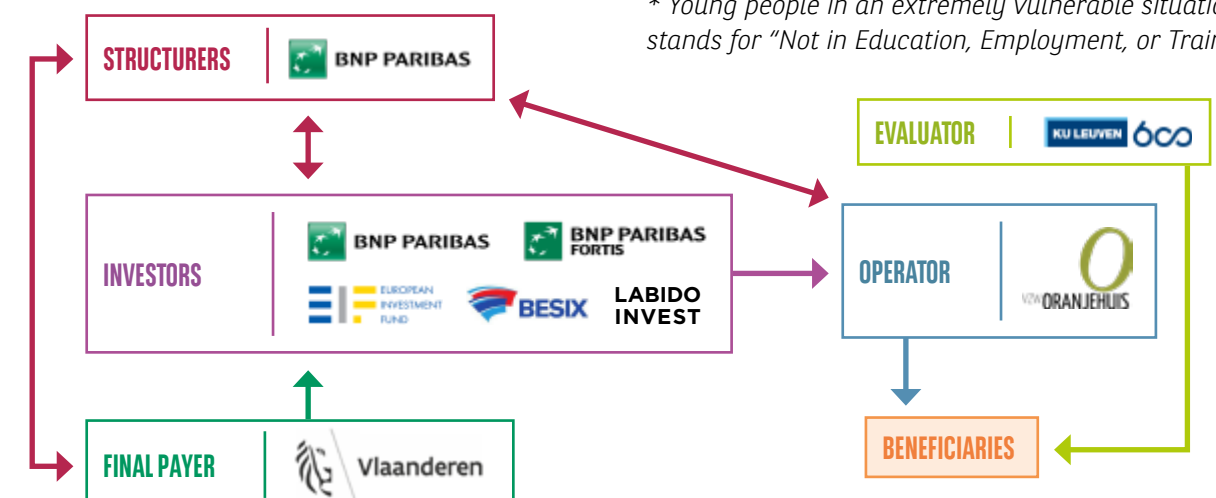 * Young people in an extremely vulnerable situation
stands for “Not in Education, Employment, or Train
STRUCTURERS
BNP PARIBAS
EVALUATOR
KU LEUVEN
INVESTORS
BNP PARIBAS
BNP PARIBAS
FORTIS
EUROPEAN
INVESTMENT
FUND
BESIX
LABIDO
INVEST
OPERATOR
VZW ORANJEHUIS
FINAL PAYER
Vlaanderen
BENEFICIARIES